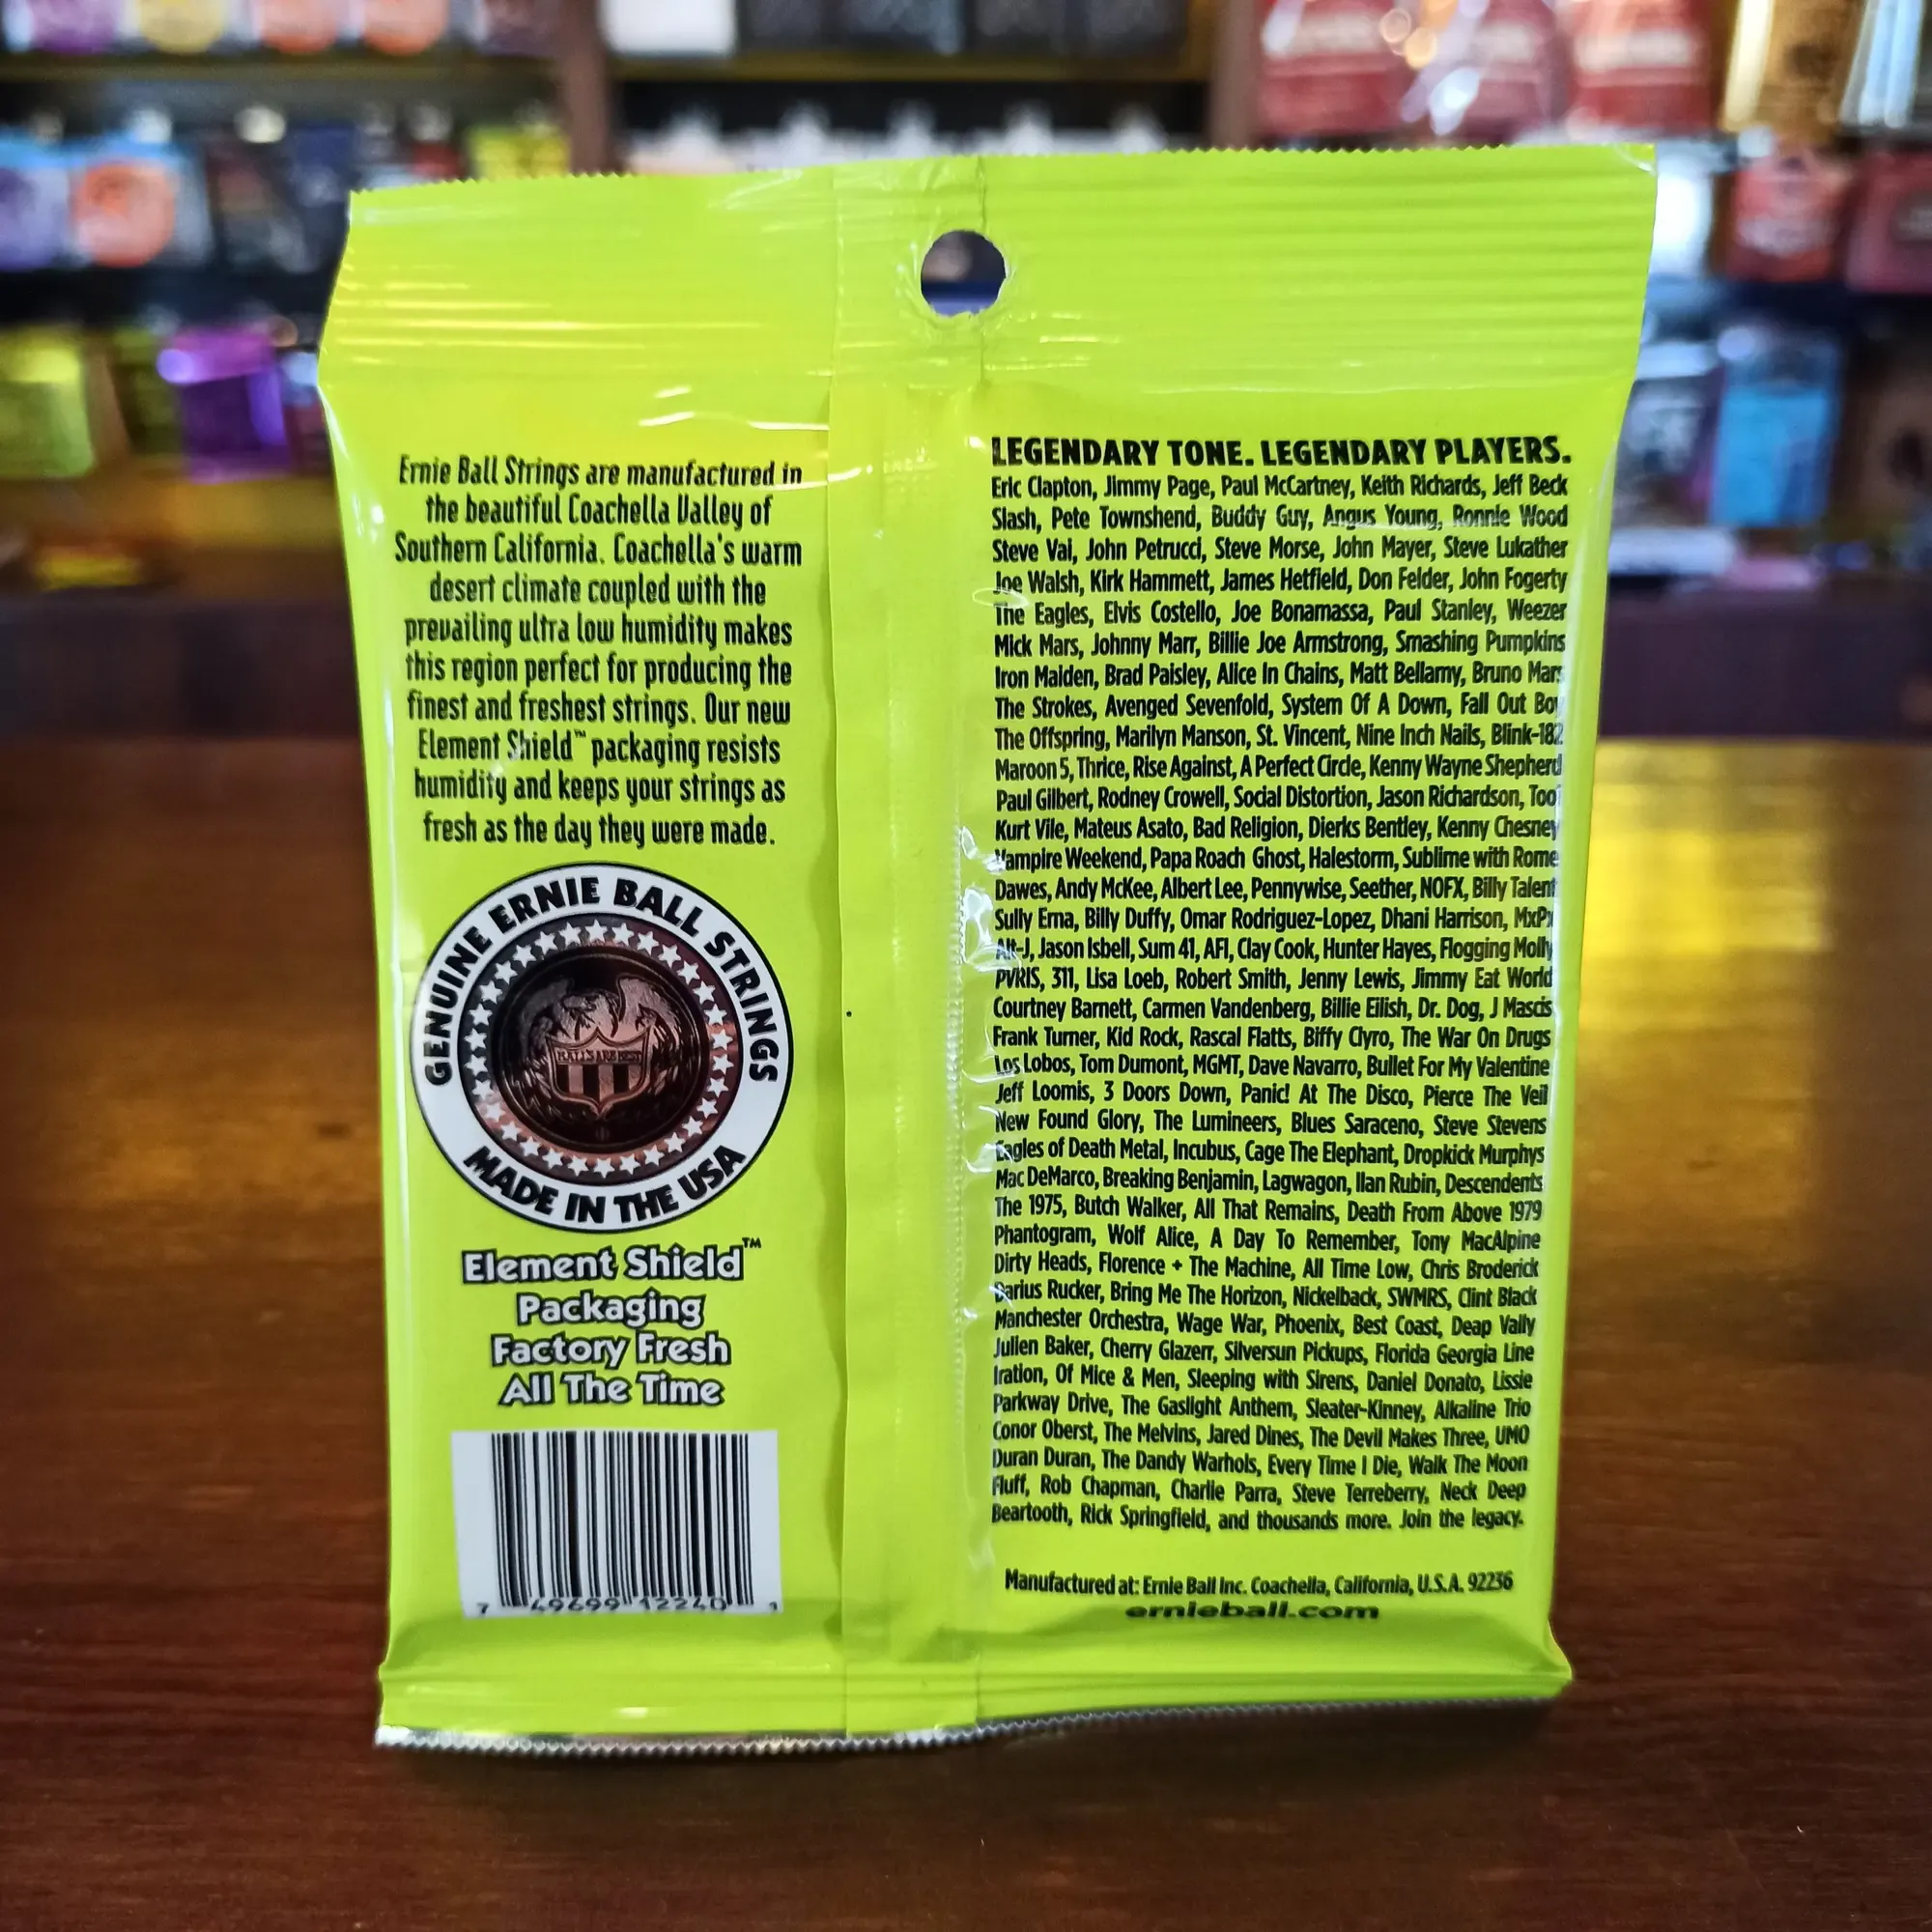 Ernie Ball Strings are manufactured in
the beautiful Coachella Valley of
Southern California. Coachella's warm
desert climate coupled with the
prevailing ultra low humidity makes
this region perfect for producing the
finest and freshest strings. Our new
Element Shield™ packaging resists
humidity and keeps your strings as
fresh as the day they were made.
GENUINE ERNIE BALL STRINGS
BALL'S ARE BEST
MADE IN THE USA
Element Shield™
Packaging
Factory Fresh
All The Time
7 49699 12240 3
LEGENDARY TONE. LEGENDARY PLAYERS.
Eric Clapton, Jimmy Page, Paul McCartney, Keith Richards, Jeff Beck
Slash, Pete Townshend, Buddy Guy, Angus Young, Ronnie Wood
Steve Vai, John Petrucci, Steve Morse, John Mayer, Steve Lukather
Joe Walsh, Kirk Hammett, James Hetfield, Don Felder, John Fogerty
The Eagles, Elvis Costello, Joe Bonamassa, Paul Stanley, Weezer
Mick Mars, Johnny Marr, Billie Joe Armstrong, Smashing Pumpkins
Iron Maiden, Brad Paisley, Alice In Chains, Matt Bellamy, Bruno Mars
The Strokes, Avenged Sevenfold, System Of A Down, Fall Out Boy
The Offspring, Marilyn Manson, St. Vincent, Nine Inch Nails, Blink-182
Maroon 5, Thrice, Rise Against, A Perfect Circle, Kenny Wayne Shepherd
Paul Gilbert, Rodney Crowell, Social Distortion, Jason Richardson, Tool
Kurt Vile, Mateus Asato, Bad Religion, Dierks Bentley, Kenny Chesney
Vampire Weekend, Papa Roach Ghost, Halestorm, Sublime with Rome
Dawes, Andy McKee, Albert Lee, Pennywise, Seether, NOFX, Billy Talent
Sully Erna, Billy Duffy, Omar Rodriguez-Lopez, Dhani Harrison, MxPx
Alt-J, Jason Isbell, Sum 41, AFI, Clay Cook, Hunter Hayes, Flogging Molly
PVRIS, 311, Lisa Loeb, Robert Smith, Jenny Lewis, Jimmy Eat World
Courtney Barnett, Carmen Vandenberg, Billie Eilish, Dr. Dog, J Mascis
Frank Turner, Kid Rock, Rascal Flatts, Biffy Clyro, The War On Drugs
Los Lobos, Tom Dumont, MGMT, Dave Navarro, Bullet For My Valentine
Jeff Loomis, 3 Doors Down, Panic! At The Disco, Pierce The Veil
New Found Glory, The Lumineers, Blues Saraceno, Steve Stevens
Eagles of Death Metal, Incubus, Cage The Elephant, Dropkick Murphys
Mac DeMarco, Breaking Benjamin, Lagwagon, Ilan Rubin, Descendents
The 1975, Butch Walker, All That Remains, Death From Above 1979
Phantogram, Wolf Alice, A Day To Remember, Tony MacAlpine
Dirty Heads, Florence + The Machine, All Time Low, Chris Broderick
Darius Rucker, Bring Me The Horizon, Nickelback, SWMRS, Clint Black
Manchester Orchestra, Wage War, Phoenix, Best Coast, Deap Vally
Julien Baker, Cherry Glazerr, Silversun Pickups, Florida Georgia Line
Iration, Of Mice & Men, Sleeping with Sirens, Daniel Donato, Lissie
Parkway Drive, The Gaslight Anthem, Sleater-Kinney, Alkaline Trio
Conor Oberst, The Melvins, Jared Dines, The Devil Makes Three, UMO
Duran Duran, The Dandy Warhols, Every Time I Die, Walk The Moon
Fluff, Rob Chapman, Charlie Parra, Steve Terreberry, Neck Deep
Beartooth, Rick Springfield, and thousands more. Join the legacy.
Manufactured at: Ernie Ball Inc. Coachella, California, U.S.A. 92236
ernieball.com